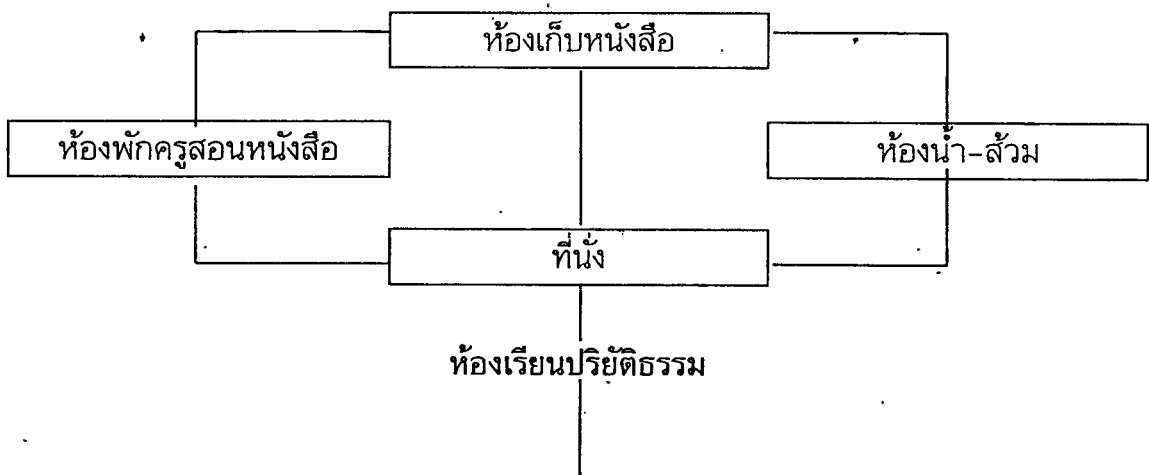 ห้องเก็บหนังสือ
ห้องพักครูสอนหนังสือ
ห้องน้ำ-ส้วม
ที่นั่ง
ห้องเรียนปริยัติธรรม